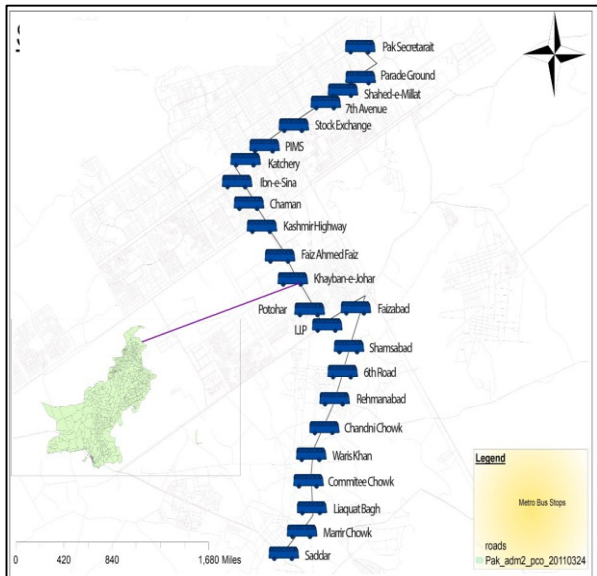 Pak Secretarait
Parade Ground
Shahed-e-Millat
7th Avenue
Stock Exchange
PIMS
Katchery
Ibn-e-Sina
Chaman
Kashmir Highway
Faiz Ahmed Faiz
Khayban-e-Johar
Potohar
Faizabad
IJP
Shamsabad
6th Road
Rehmanabad
Chandni Chowk
Waris Khan
Commitee Chowk
Liaquat Bagh
Marrir Chowk
Saddar
Legend
Metro Bus Stops
roads
Pak_adm2_pco_20110324
0 420 840 1,680 Miles